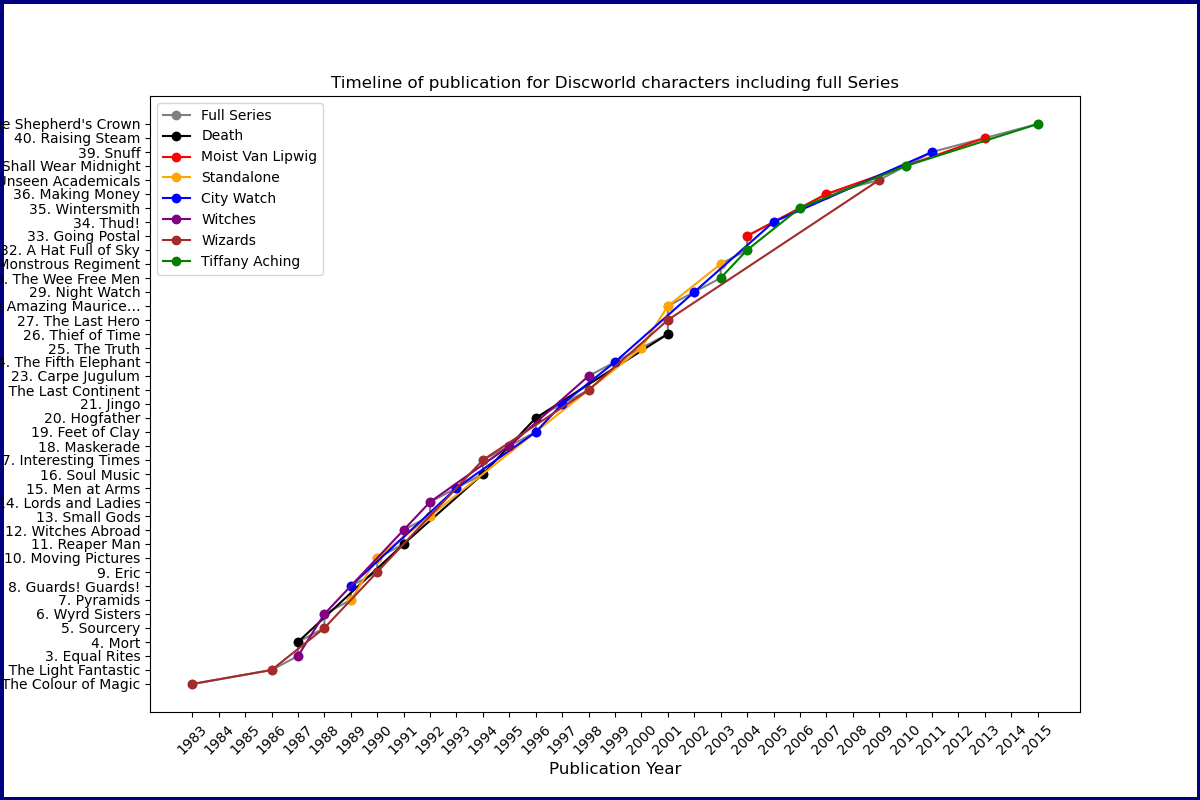 Timeline of publication for Discworld characters including full Series
Full Series
Death
Moist Van Lipwig
Standalone
City Watch
Witches
Wizards
Tiffany Aching
e Shepherd's Crown
40. Raising Steam
39. Snuff
Shall Wear Midnight
Unseen Academicals
36. Making Money
35. Wintersmith
34. Thud!
33. Going Postal
32. A Hat Full of Sky
Monstrous Regiment
. The Wee Free Men
29. Night Watch
Amazing Maurice...
27. The Last Hero
26. Thief of Time
25. The Truth
4. The Fifth Elephant
23. Carpe Jugulum
The Last Continent
21. Jingo
20. Hogfather
19. Feet of Clay
18. Maskerade
7. Interesting Times
16. Soul Music
15. Men at Arms
14. Lords and Ladies
13. Small Gods
12. Witches Abroad
11. Reaper Man
10. Moving Pictures
9. Eric
8. Guards! Guards!
7. Pyramids
6. Wyrd Sisters
5. Sourcery
4. Mort
3. Equal Rites
The Light Fantastic
The Colour of Magic
1983 1984 1985 1986 1987 1988 1989 1990 1991 1992 1993 1994 1995 1996 1997 1998 1999 2000 2001 2002 2003 2004 2005 2006 2007 2008 2009 2010 2011 2012 2013 2014 2015
Publication Year